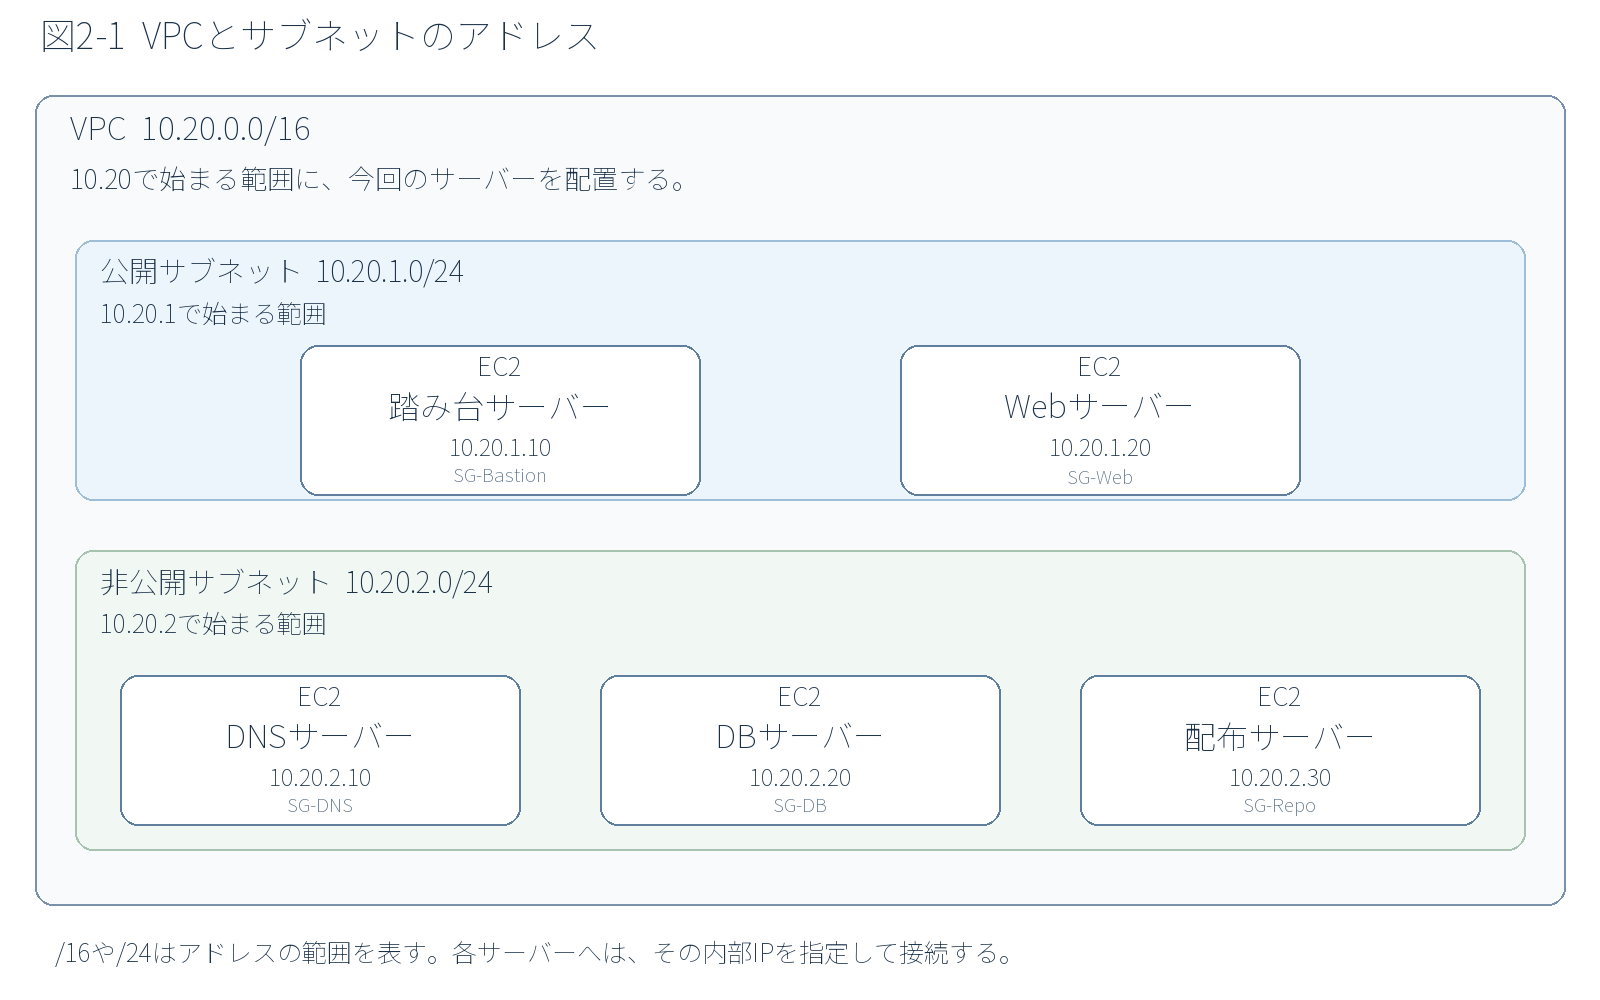 図2-1 VPCとサブネットのアドレス
VPC 10.20.0.0/16
10.20で始まる範囲に、今回のサーバーを配置する。
公開サブネット 10.20.1.0/24
10.20.1で始まる範囲
EC2
踏み台サーバー
10.20.1.10
SG-Bastion
EC2
Webサーバー
10.20.1.20
SG-Web
非公開サブネット 10.20.2.0/24
10.20.2で始まる範囲
EC2
DNSサーバー
10.20.2.10
SG-DNS
EC2
DBサーバー
10.20.2.20
SG-DB
EC2
配布サーバー
10.20.2.30
SG-Repo
/16や/24はアドレスの範囲を表す。各サーバーへは、その内部IPを指定して接続する。